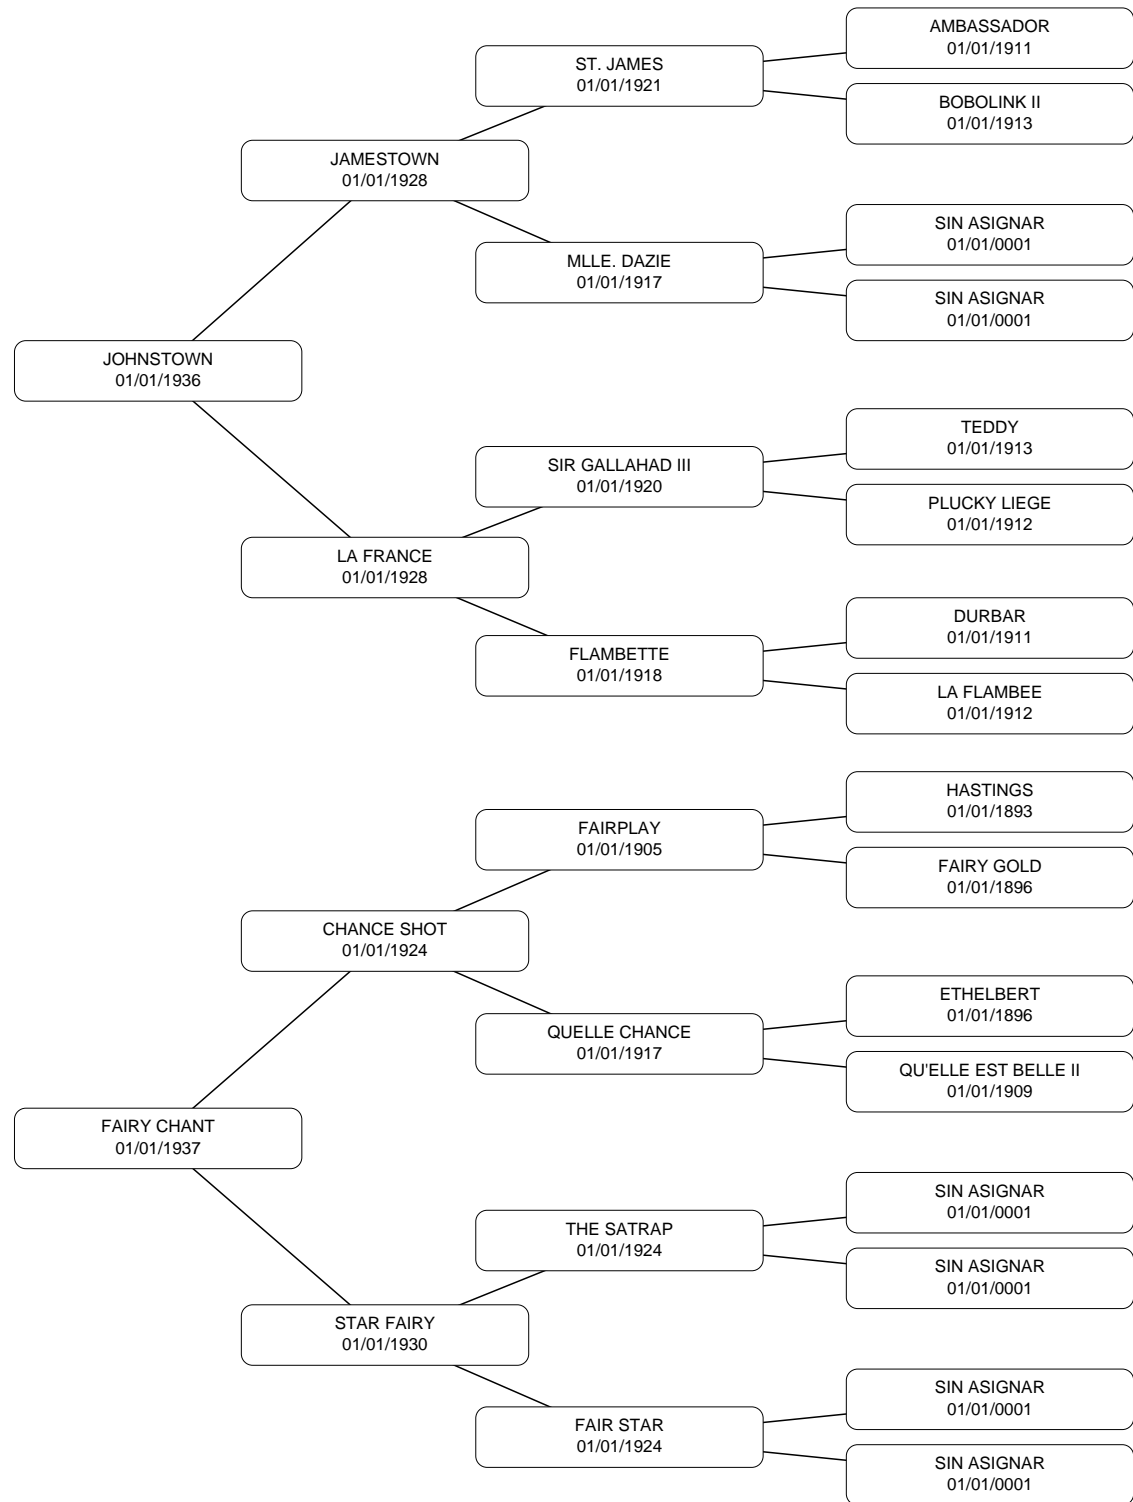 AMBASSADOR
01/01/1911
ST. JAMES
01/01/1921
BOBOLINK II
01/01/1913
JAMESTOWN
01/01/1928
SIN ASIGNAR
01/01/0001
MLLE. DAZIE
01/01/1917
SIN ASIGNAR
01/01/0001
JOHNSTOWN
01/01/1936
TEDDY
01/01/1913
SIR GALLAHAD III
01/01/1920
PLUCKY LIEGE
01/01/1912
LA FRANCE
01/01/1928
DURBAR
01/01/1911
FLAMBETTE
01/01/1918
LA FLAMBEE
01/01/1912
HASTINGS
01/01/1893
FAIRPLAY
01/01/1905
FAIRY GOLD
01/01/1896
CHANCE SHOT
01/01/1924
ETHELBERT
01/01/1896
QUELLE CHANCE
01/01/1917
QU'ELLE EST BELLE II
01/01/1909
FAIRY CHANT
01/01/1937
SIN ASIGNAR
01/01/0001
THE SATRAP
01/01/1924
SIN ASIGNAR
01/01/0001
STAR FAIRY
01/01/1930
SIN ASIGNAR
01/01/0001
FAIR STAR
01/01/1924
SIN ASIGNAR
01/01/0001